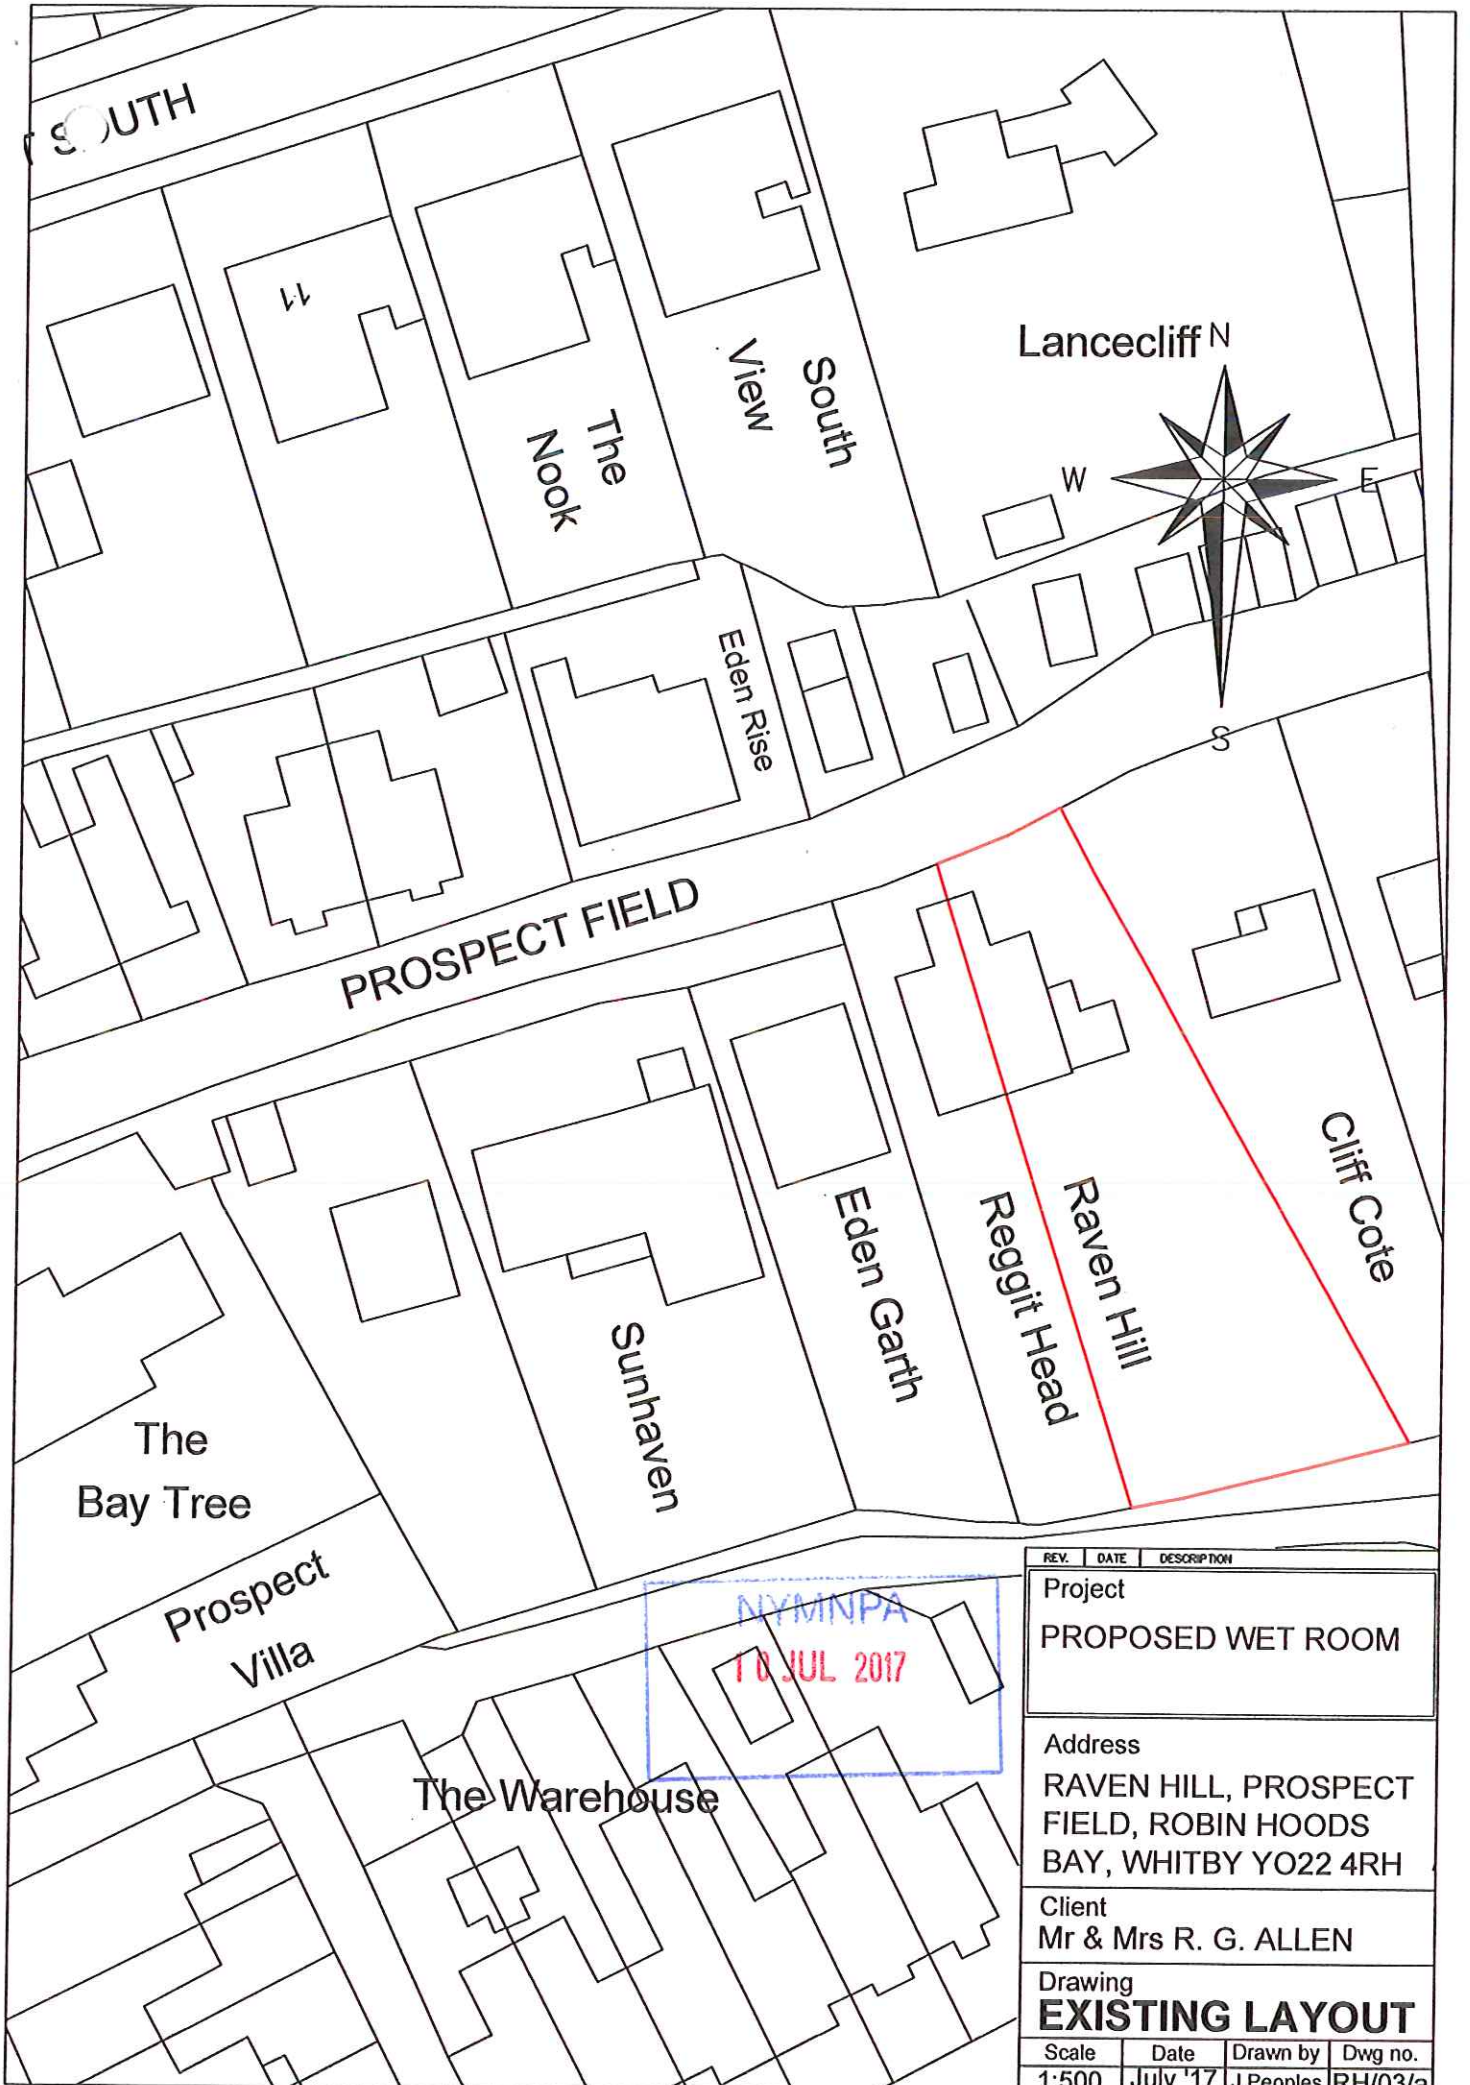 SOUTH
11
The
Nook
South
View
Lancecliff
N
W
E
S
Eden Rise
PROSPECT FIELD
Cliff Cote
Raven Hill
Reggit Head
Eden Garth
Sunhaven
The
Bay Tree
Prospect
Villa
The Warehouse
NYMNPA
10 JUL 2017
REV. DATE DESCRIPTION
Project
PROPOSED WET ROOM
Address
RAVEN HILL, PROSPECT
FIELD, ROBIN HOODS
BAY, WHITBY YO22 4RH
Client
Mr & Mrs R. G. ALLEN
Drawing
EXISTING LAYOUT
Scale Date Drawn by Dwg no.
1:500 July '17 J Peoples RH/03/a